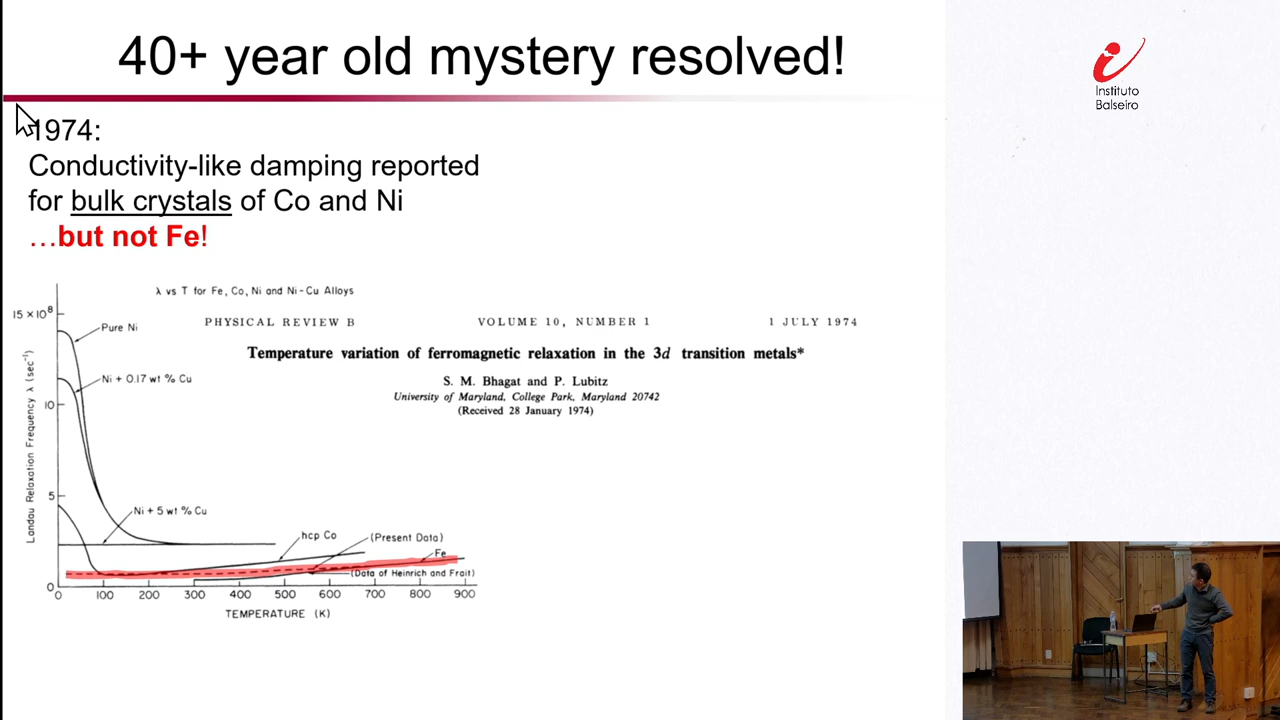 40+ year old mystery resolved!
Instituto
Balseiro
1974:
Conductivity-like damping reported
for bulk crystals of Co and Ni
…but not Fe!
λ vs T for Fe, Co, Ni and Ni-Cu Alloys
PHYSICAL REVIEW B VOLUME 10, NUMBER 1 1 JULY 1974
Temperature variation of ferromagnetic relaxation in the 3d transition metals*
S. M. Bhagat and P. Lubitz
University of Maryland, College Park, Maryland 20742
(Received 28 January 1974)
15 × 10⁸
Pure Ni
Ni + 0.17 wt % Cu
10
5
Ni + 5 wt % Cu
hcp Co
(Present Data)
Fe
(Data of Heinrich and Frait)
0
Landau Relaxation Frequency λ (sec⁻¹)
0 100 200 300 400 500 600 700 800 900
TEMPERATURE (K)